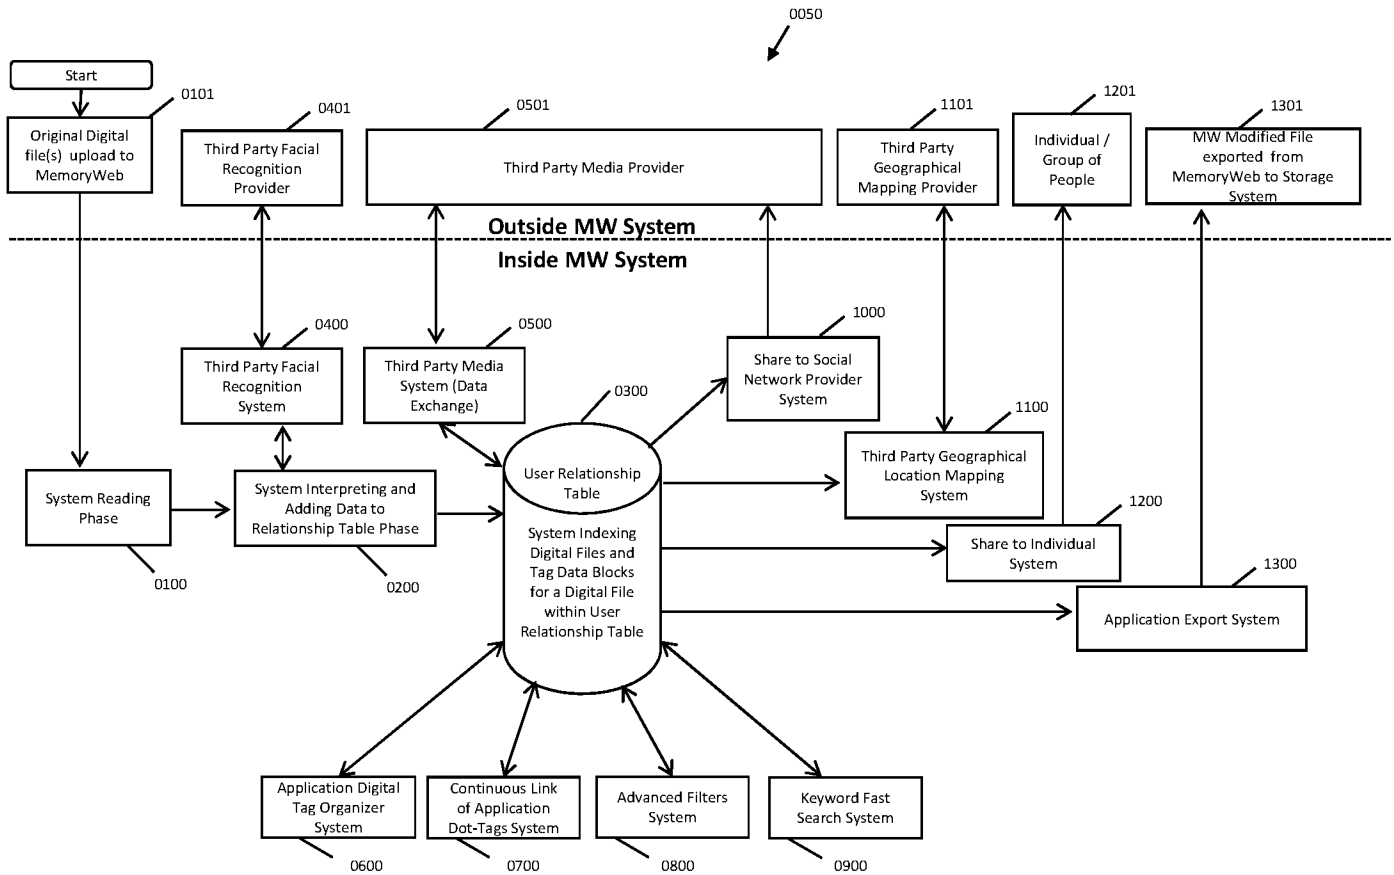 0050
Start
0101
0401
0501
1101
1201
1301
Original Digital
file(s) upload to
MemoryWeb
Third Party Facial
Recognition
Provider
Third Party Media Provider
Third Party
Geographical
Mapping Provider
Individual /
Group of
People
MW Modified File
exported from
MemoryWeb to Storage
System
Outside MW System
Inside MW System
0400
0500
1000
Third Party Facial
Recognition
System
Third Party Media
System (Data
Exchange)
Share to Social
Network Provider
System
0300
1100
User Relationship
Table
Third Party Geographical
Location Mapping
System
System Reading
Phase
System Interpreting and
Adding Data to
Relationship Table Phase
0100
0200
System Indexing
Digital Files and
Tag Data Blocks
for a Digital File
within User
Relationship Table
1200
Share to Individual
System
1300
Application Export System
Application Digital
Tag Organizer
System
Continuous Link
of Application
Dot-Tags System
Advanced Filters
System
Keyword Fast
Search System
0600
0700
0800
0900